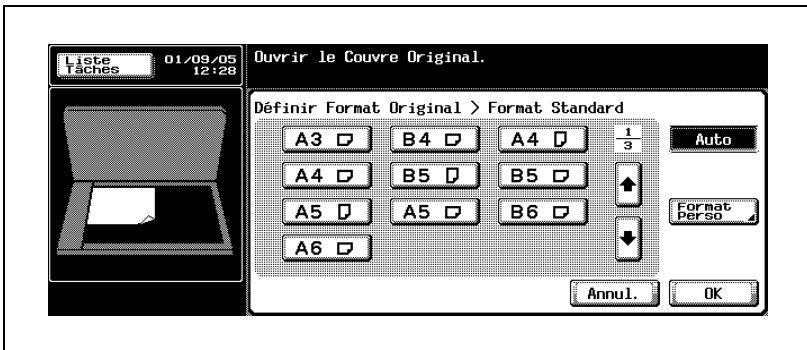 Liste
Tâches
01/09/05
12:28
Ouvrir le Couvre Original.
Définir Format Original > Format Standard
A3 B4 A4 1/3 Auto
A4 B5 B5
A5 A5 B6 Format
Perso
A6
Annul. OK